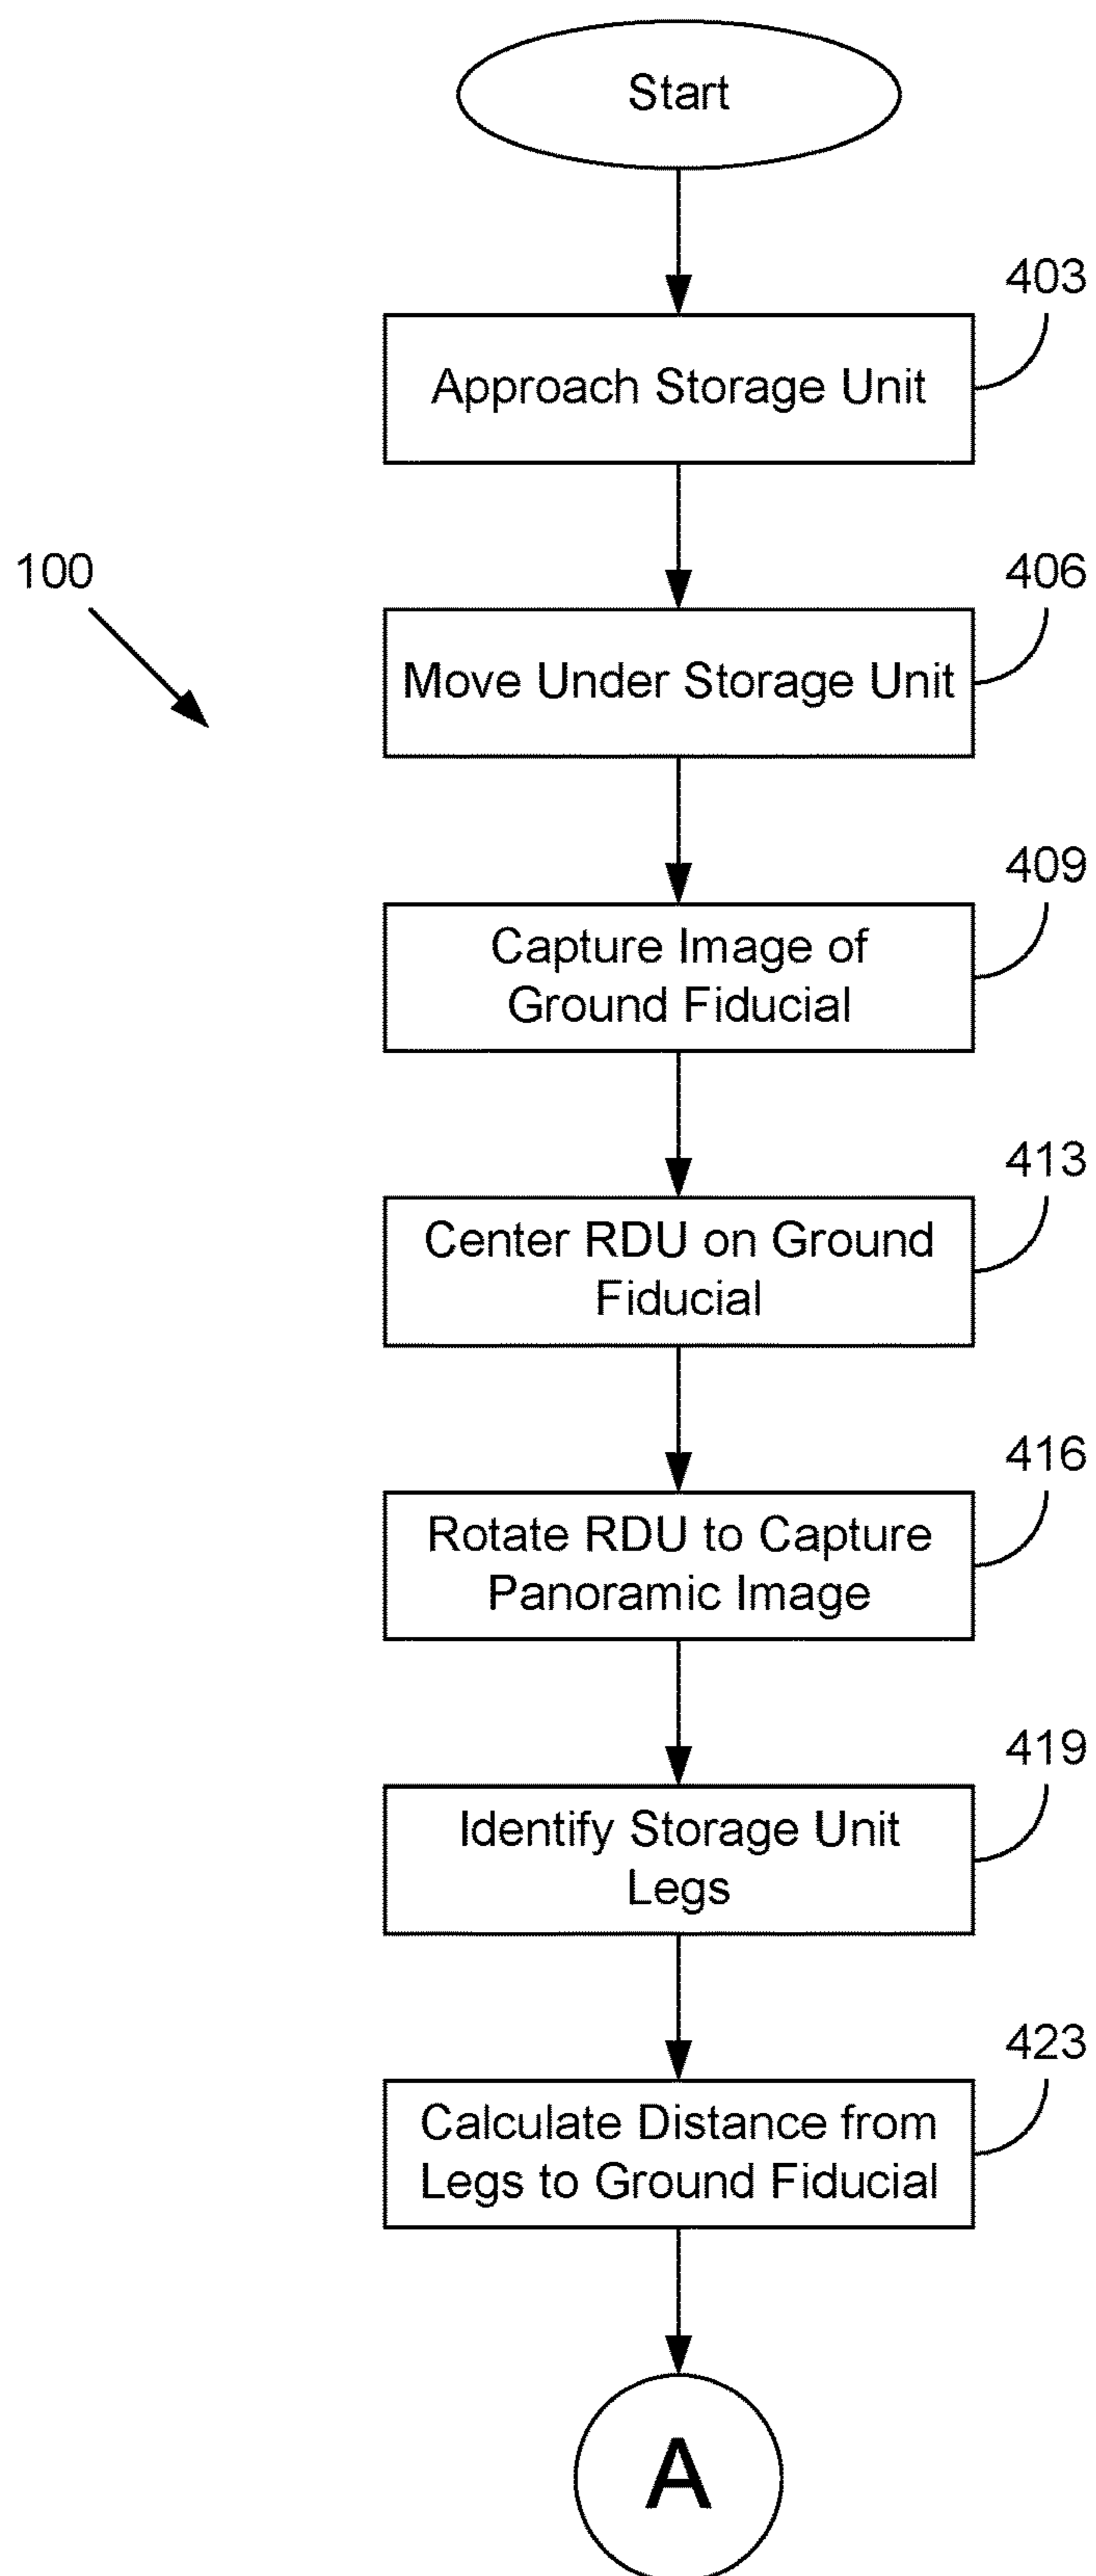 Start
403
Approach Storage Unit
100
406
Move Under Storage Unit
409
Capture Image of
Ground Fiducial
413
Center RDU on Ground
Fiducial
416
Rotate RDU to Capture
Panoramic Image
419
Identify Storage Unit
Legs
423
Calculate Distance from
Legs to Ground Fiducial
A